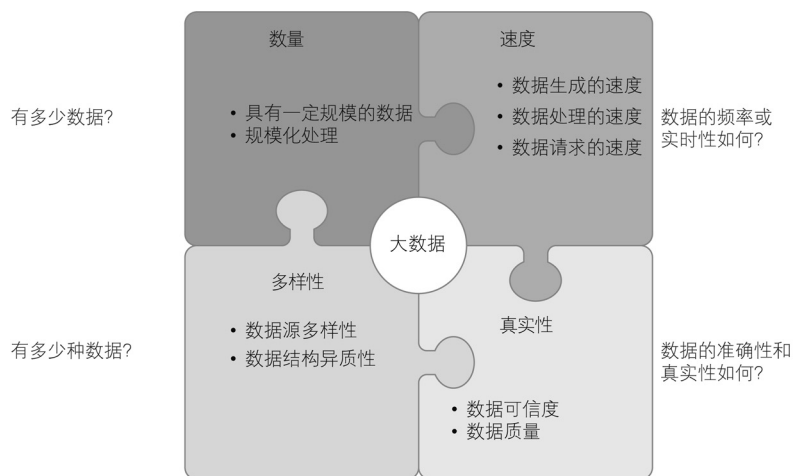 数量
速度
有多少数据?
• 具有一定规模的数据
• 规模化处理
• 数据生成的速度
• 数据处理的速度
• 数据请求的速度
数据的频率或
实时性如何?
大数据
多样性
真实性
有多少种数据?
• 数据源多样性
• 数据结构异质性
• 数据可信度
• 数据质量
数据的准确性和
真实性如何?